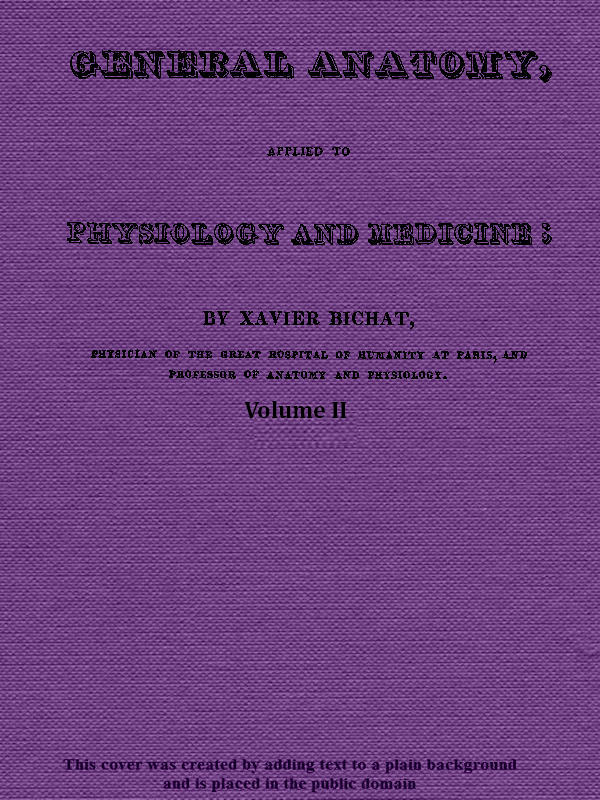 GENERAL ANATOMY,
APPLIED TO
PHYSIOLOGY AND MEDICINE;
BY XAVIER BICHAT,
PHYSICIAN OF THE GREAT HOSPITAL OF HUMANITY AT PARIS, AND
PROFESSOR OF ANATOMY AND PHYSIOLOGY.
Volume II
This cover was created by adding text to a plain background
and is placed in the public domain